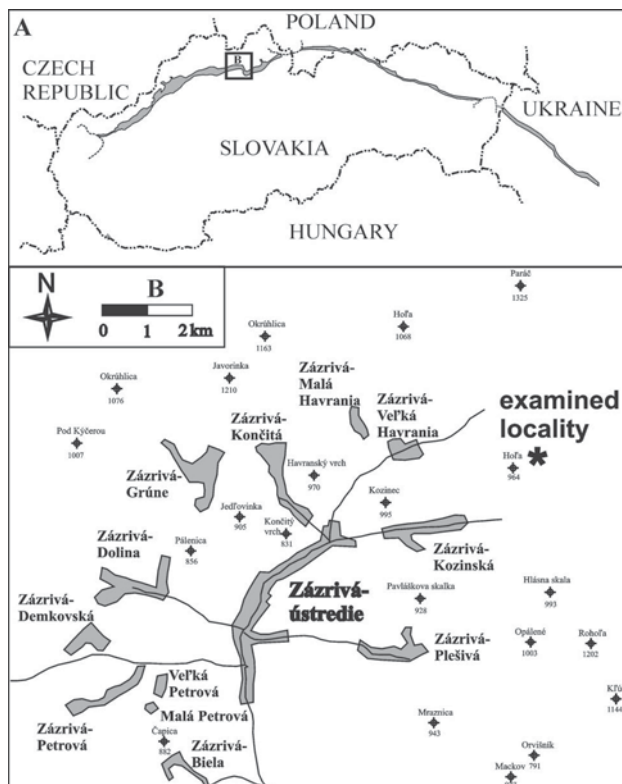 A
POLAND
B
CZECH
REPUBLIC
UKRAINE
SLOVAKIA
HUNGARY
N
B
0 1 2 km
Paráč
1325
Hoľa
1068
Okrúhlica
1163
Javorinka
1210
Okrúhlica
1076
Zázrivá-
Malá
Havrania
Zázrivá-
Veľká
Havrania
examined
locality
Zázrivá-
Končitá
Pod Kýčerou
1007
Hoľa
964
Zázrivá-
Grúne
Havranský vrch
970
Kozinec
995
Jedľovinka
905
Končitý
vrch
831
Zázrivá-
Kozinská
Zázrivá-
Dolina
Pálenica
856
Zázrivá-
ústredie
Pavláškova skalka
928
Hlásna skala
993
Zázrivá-
Demkovská
Zázrivá-
Plešivá
Opálené
1003
Rohoľa
1202
Veľká
Petrová
Malá Petrová
Zázrivá-
Petrová
Mraznica
943
1144
Čapica
882
Zázrivá-
Biela
Orvišník
791
Mackov